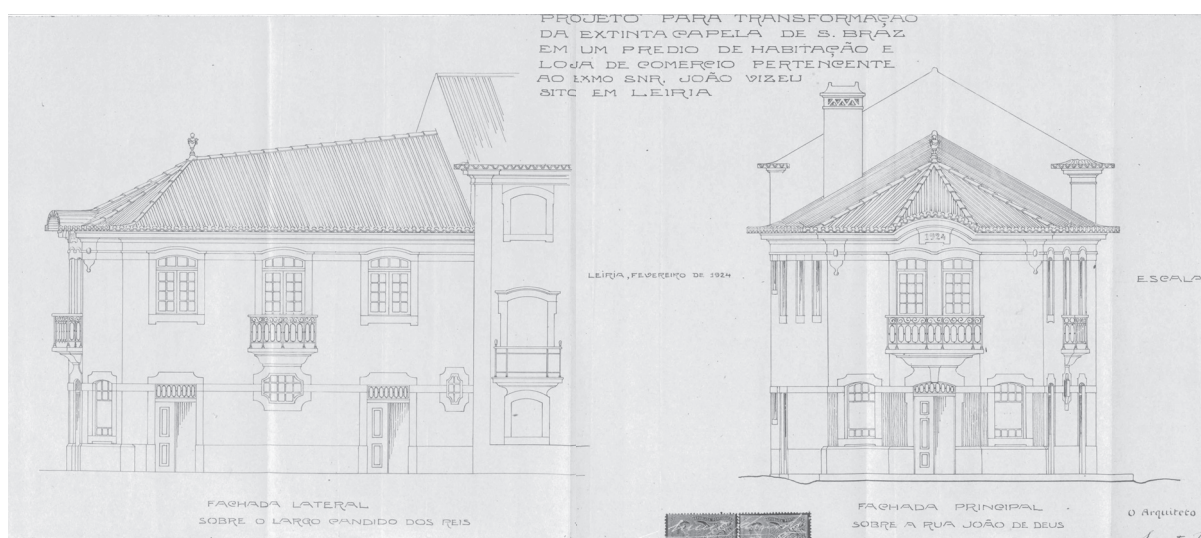 PROJETO PARA TRANSFORMAÇÃO
DA EXTINTA CAPELA DE S. BRAZ
EM UM PREDIO DE HABITAÇÃO E
LOJA DE COMERCIO PERTENCENTE
AO EXMO SNR. JOÃO VIZEU
SITO EM LEIRIA
1924
LEIRIA, FEVEREIRO DE 1924
ESCALA
FACHADA LATERAL
SOBRE O LARGO CANDIDO DOS REIS
FACHADA PRINCIPAL
SOBRE A RUA JOÃO DE DEUS
O Arquiteto